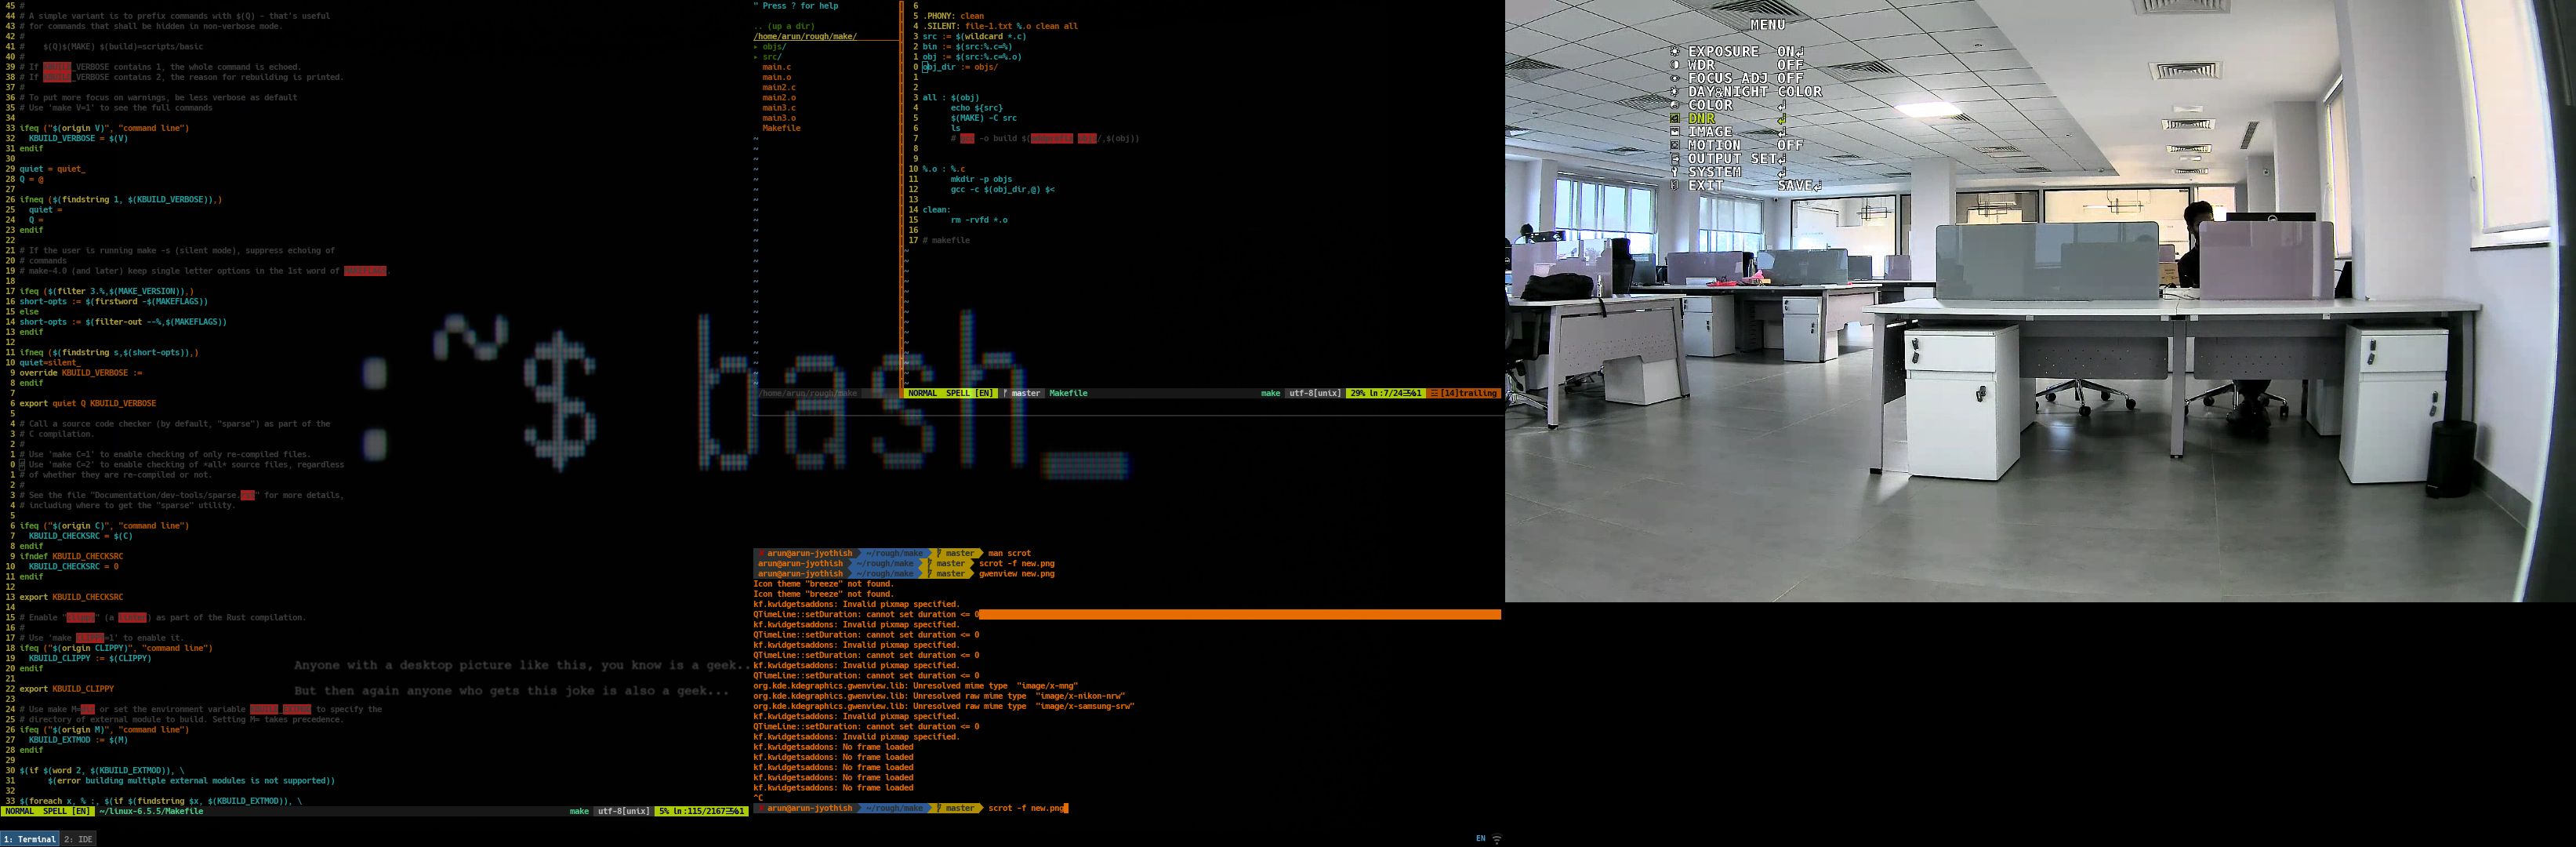 45 #
44 # A simple variant is to prefix commands with $(Q) - that's useful
43 # for commands that shall be hidden in non-verbose mode.
42 #
41 #    $(Q)$(MAKE) $(build)=scripts/basic
40 #
39 # If KBUILD_VERBOSE contains 1, the whole command is echoed.
38 # If KBUILD_VERBOSE contains 2, the reason for rebuilding is printed.
37 #
36 # To put more focus on warnings, be less verbose as default
35 # Use 'make V=1' to see the full commands
34
33 ifeq ("$(origin V)", "command line")
32   KBUILD_VERBOSE = $(V)
31 endif
30
29 quiet = quiet_
28 Q = @
27
26 ifneq ($(findstring 1, $(KBUILD_VERBOSE)),)
25   quiet =
24   Q =
23 endif
22
21 # If the user is running make -s (silent mode), suppress echoing of
20 # commands
19 # make-4.0 (and later) keep single letter options in the 1st word of
18
17 ifeq ($(filter 3.%,$(MAKE_VERSION)),)
16 short-opts := $(firstword -$(MAKEFLAGS))
15 else
14 short-opts := $(filter-out --%,$(MAKEFLAGS))
13 endif
12
11 ifneq ($(findstring s,$(short-opts)),)
10 quiet=silent_
9 override KBUILD_VERBOSE :=
8 endif
7
6 export quiet Q KBUILD_VERBOSE
5
4 # Call a source code checker (by default, "sparse") as part of the
3 # C compilation.
2 #
1 # Use 'make C=1' to enable checking of only re-compiled files.
0 # Use 'make C=2' to enable checking of *all* source files, regardless
1 # of whether they are re-compiled or not.
2 #
3 # See the file "Documentation/dev-tools/sparse.rst" for more details,
4 # including where to get the "sparse" utility.
5
6 ifeq ("$(origin C)", "command line")
7   KBUILD_CHECKSRC = $(C)
8 endif
9 ifndef KBUILD_CHECKSRC
10   KBUILD_CHECKSRC = 0
11 endif
12
13 export KBUILD_CHECKSRC
14
15 # Enable "clippy" (a linter) as part of the Rust compilation.
16 #
17 # Use 'make CLIPPY=1' to enable it.
18 ifeq ("$(origin CLIPPY)", "command line")
19   KBUILD_CLIPPY := $(CLIPPY)
20 endif
21
22 export KBUILD_CLIPPY
23
24 # Use make M=dir or set the environment variable KBUILD_EXTMOD to specify the
25 # directory of external module to build. Setting M= takes precedence.
26 ifeq ("$(origin M)", "command line")
27   KBUILD_EXTMOD := $(M)
28 endif
29
30 $(if $(word 2, $(KBUILD_EXTMOD)), \
31       $(error building multiple external modules is not supported))
32
33 $(foreach x, % :, $(if $(findstring $x, $(KBUILD_EXTMOD)), \
NORMAL SPELL [EN] ~/linux-6.5.5/Makefile make utf-8[unix] 5% ln:115/2167
:~$ bash_
Anyone with a desktop picture like this, you know is a geek..
But then again anyone who gets this joke is also a geek...
" Press ? for help
.. (up a dir)
/home/arun/rough/make/
▸ objs/
▸ src/
main.c
main.o
main2.c
main2.o
main3.c
main3.o
Makefile
/home/arun/rough/make
6
5 .PHONY: clean
4 .SILENT: file-1.txt %.o clean all
3 src := $(wildcard *.c)
2 bin := $(src:%.c=%)
1 obj := $(src:%.c=%.o)
0 obj_dir := objs/
1
2
3 all : $(obj)
4       echo ${src}
5       $(MAKE) -C src
6       ls
7       # gcc -o build $( /,$(obj))
8
9
10 %.o : %.c
11       mkdir -p objs
12       gcc -c $(obj_dir,@) $<
13
14 clean:
15       rm -rvfd *.o
16
17 # makefile
NORMAL SPELL [EN] master Makefile make utf-8[unix] 29% ln:7/24 [14]trailing
arun@arun-jyothish ~/rough/make master man scrot
arun@arun-jyothish ~/rough/make master scrot -f new.png
arun@arun-jyothish ~/rough/make master gwenview new.png
Icon theme "breeze" not found.
Icon theme "breeze" not found.
kf.kwidgetsaddons: Invalid pixmap specified.
QTimeLine::setDuration: cannot set duration <= 0
kf.kwidgetsaddons: Invalid pixmap specified.
QTimeLine::setDuration: cannot set duration <= 0
kf.kwidgetsaddons: Invalid pixmap specified.
QTimeLine::setDuration: cannot set duration <= 0
kf.kwidgetsaddons: Invalid pixmap specified.
QTimeLine::setDuration: cannot set duration <= 0
org.kde.kdegraphics.gwenview.lib: Unresolved mime type  "image/x-mng"
org.kde.kdegraphics.gwenview.lib: Unresolved raw mime type  "image/x-nikon-nrw"
org.kde.kdegraphics.gwenview.lib: Unresolved raw mime type  "image/x-samsung-srw"
kf.kwidgetsaddons: Invalid pixmap specified.
QTimeLine::setDuration: cannot set duration <= 0
kf.kwidgetsaddons: Invalid pixmap specified.
kf.kwidgetsaddons: No frame loaded
kf.kwidgetsaddons: No frame loaded
kf.kwidgetsaddons: No frame loaded
kf.kwidgetsaddons: No frame loaded
kf.kwidgetsaddons: No frame loaded
^C
arun@arun-jyothish ~/rough/make master scrot -f new.png
1: Terminal 2: IDE
EN
MENU
EXPOSURE ON↲
WDR OFF
FOCUS ADJ OFF
DAY&NIGHT COLOR
COLOR ↲
DNR ↲
IMAGE ↲
MOTION OFF
OUTPUT SET↲
SYSTEM ↲
EXIT SAVE↲